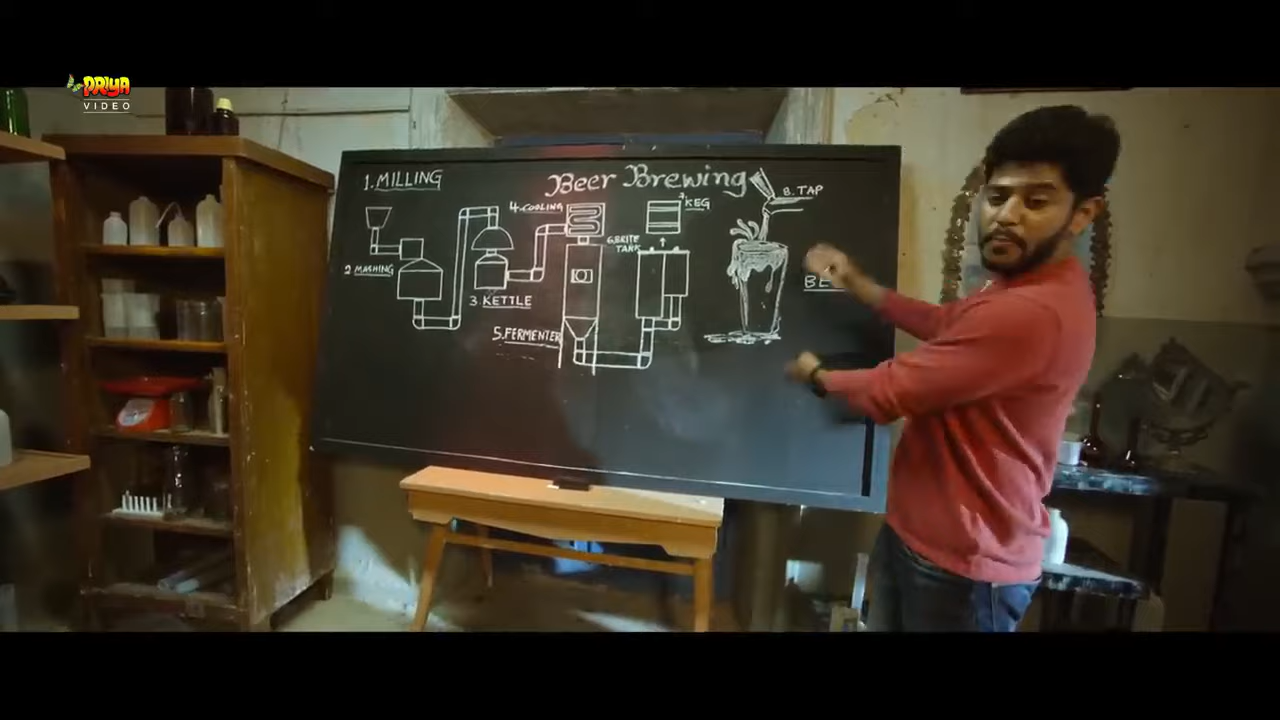 PRIYA
VIDEO
Beer Brewing
1. MILLING
2 MASHING
3 KETTLE
4. COOLING
5. FERMENTER
6. BRITE
TANK
7 KEG
8. TAP